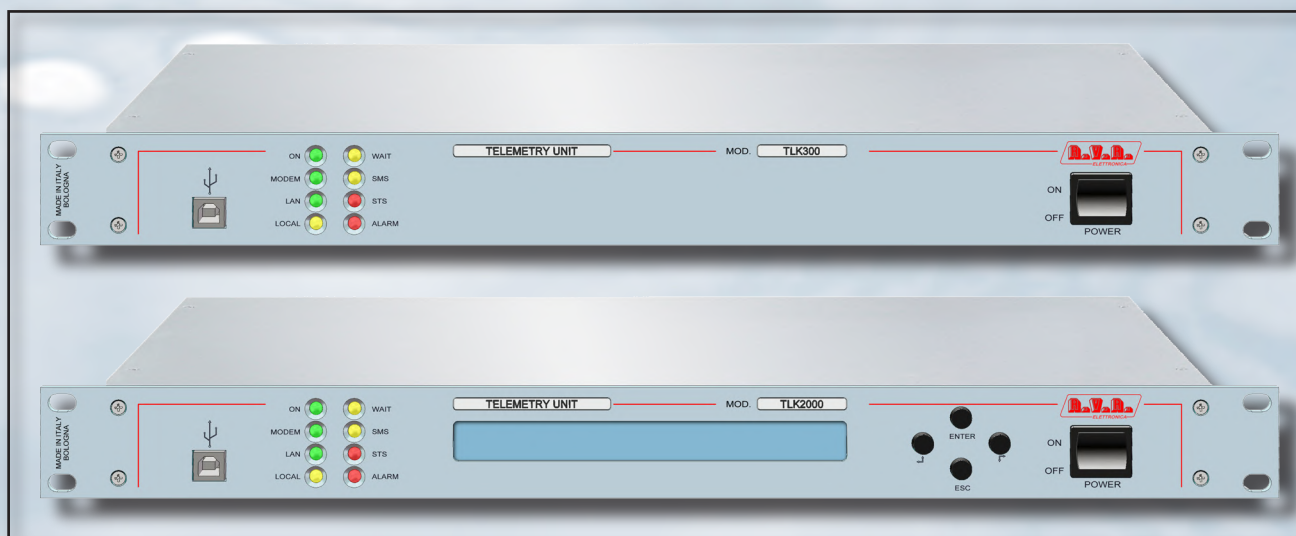 MADE IN ITALY
BOLOGNA
ON
WAIT
MODEM
SMS
LAN
STS
LOCAL
ALARM
TELEMETRY UNIT
MOD.
TLK300
R.V.R.
ELETTRONICA
ON
OFF
POWER
MADE IN ITALY
BOLOGNA
ON
WAIT
MODEM
SMS
LAN
STS
LOCAL
ALARM
TELEMETRY UNIT
MOD.
TLK2000
ENTER
ESC
R.V.R.
ELETTRONICA
ON
OFF
POWER